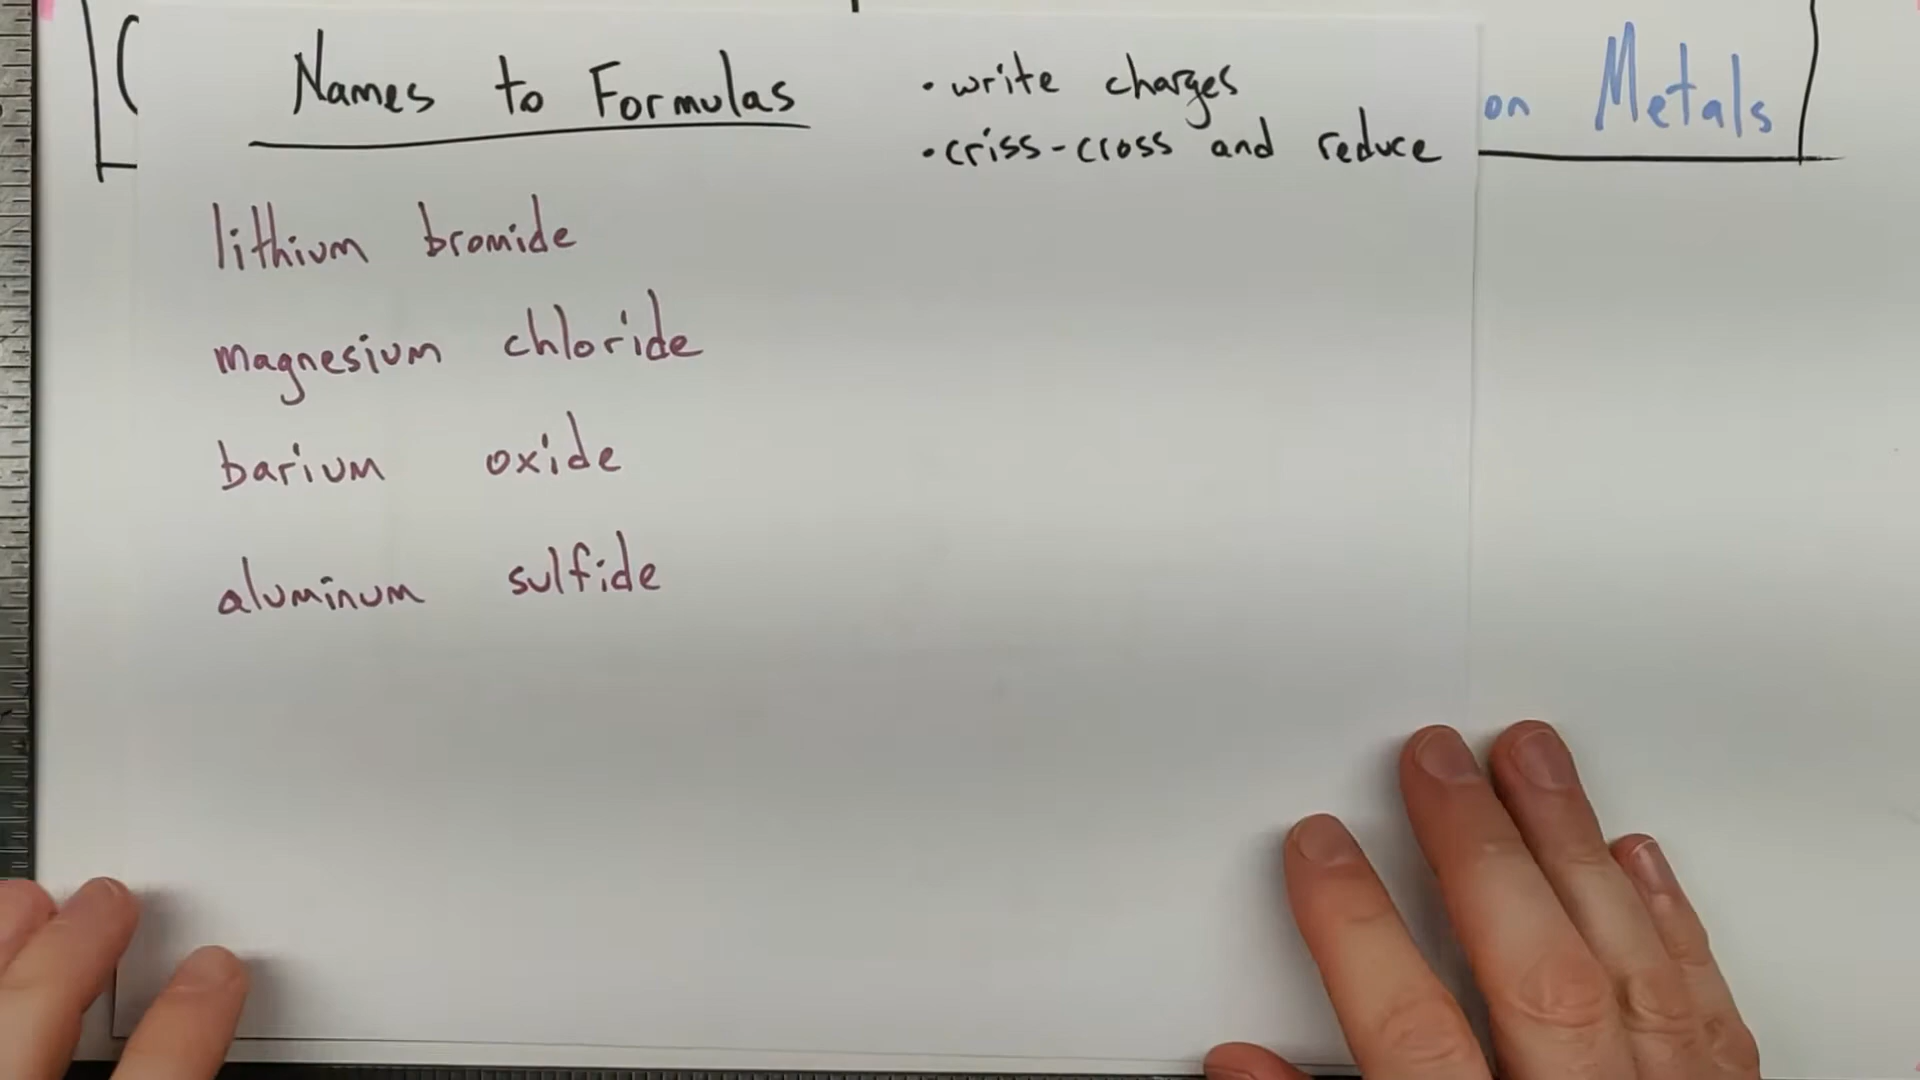 Names to Formulas
• write charges
• criss-cross and reduce
on Metals
lithium bromide
magnesium chloride
barium oxide
aluminum sulfide